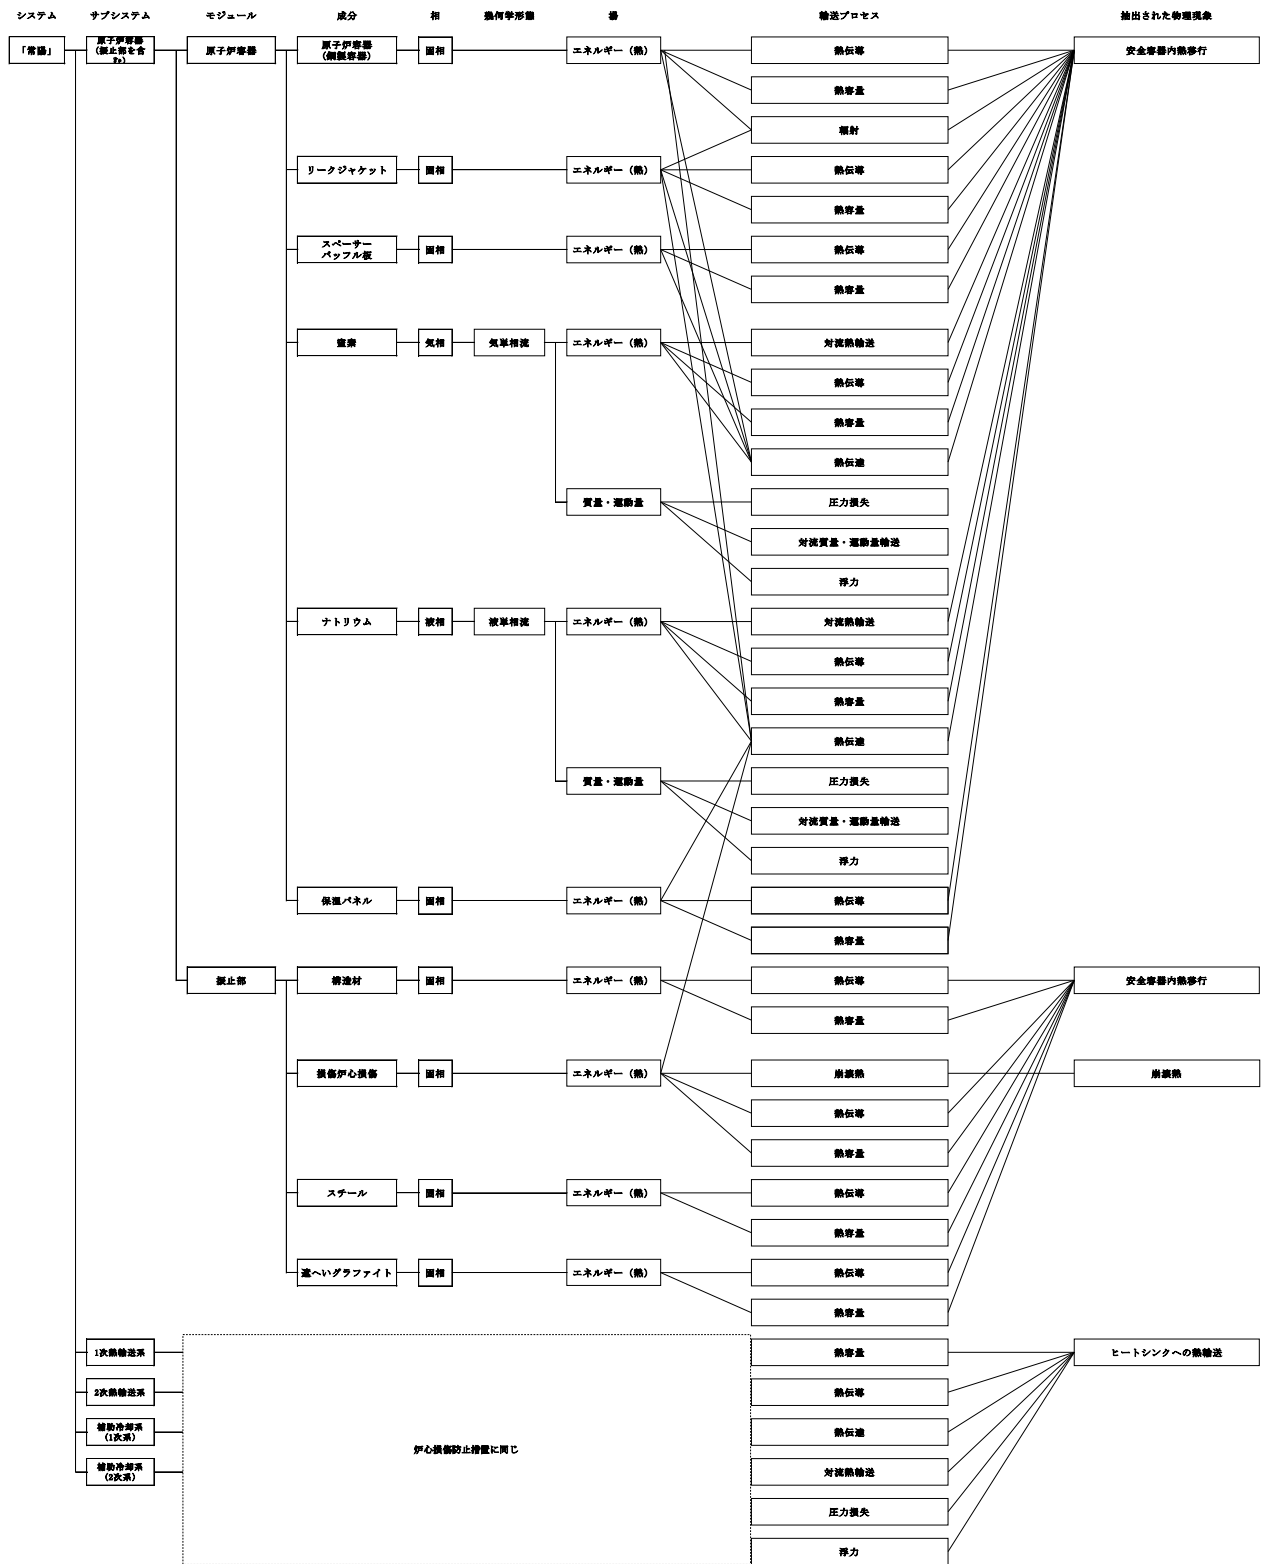 システム サブシステム モジュール 成分 相 幾何学形態 場 輸送プロセス 抽出された物理現象
「常陽」
原子炉容器
(振止部を含
原子炉容器
原子炉容器
(鋼製容器)
固相
エネルギー（熱）
熱伝導
安全容器内熱移行
熱容量
輻射
リークジャケット
固相
エネルギー（熱）
熱伝導
熱容量
スペーサー
バッフル板
固相
エネルギー（熱）
熱伝導
熱容量
窒素
気相
気単相流
エネルギー（熱）
対流熱輸送
熱伝導
熱容量
熱伝達
質量・運動量
圧力損失
対流質量・運動量輸送
浮力
ナトリウム
液相
液単相流
エネルギー（熱）
対流熱輸送
熱伝導
熱容量
熱伝達
質量・運動量
圧力損失
対流質量・運動量輸送
浮力
保温パネル
固相
エネルギー（熱）
熱伝導
熱容量
振止部
構造材
固相
エネルギー（熱）
熱伝導
安全容器内熱移行
熱容量
損傷炉心損傷
固相
エネルギー（熱）
崩壊熱
崩壊熱
熱伝導
熱容量
スチール
固相
エネルギー（熱）
熱伝導
熱容量
遮へいグラファイト
固相
エネルギー（熱）
熱伝導
熱容量
1次熱輸送系
熱容量
ヒートシンクへの熱輸送
2次熱輸送系
熱伝導
補助冷却系
(1次系)
熱伝達
炉心損傷防止措置に同じ
補助冷却系
(2次系)
対流熱輸送
圧力損失
浮力